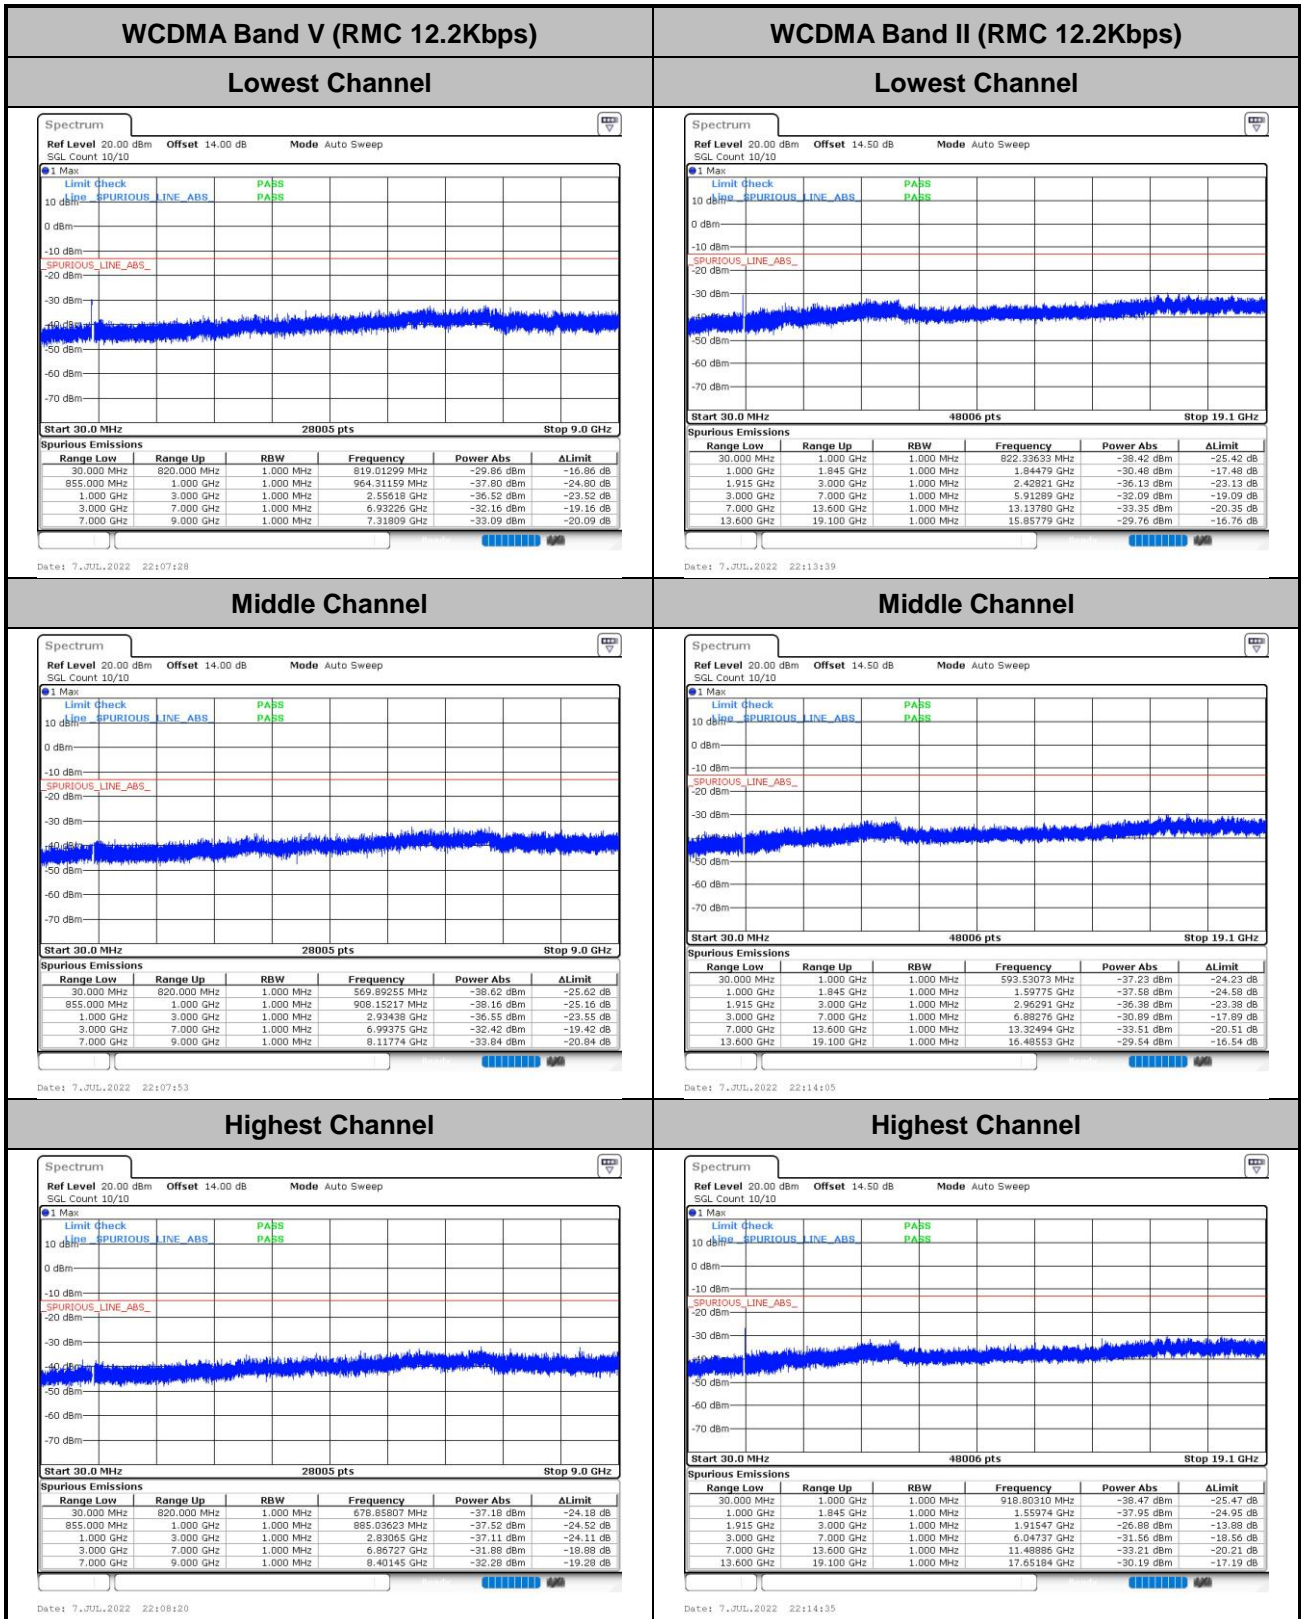 WCDMA Band V (RMC 12.2Kbps) WCDMA Band II (RMC 12.2Kbps)
Lowest Channel Lowest Channel
Spectrum
Ref Level 20.00 dBm Offset 14.00 dB Mode Auto Sweep
SGL Count 10/10
1 Max
Limit Check PASS
10 dBm Line _SPURIOUS_LINE_ABS_ PASS
0 dBm
-10 dBm
_SPURIOUS_LINE_ABS_
-20 dBm
-30 dBm
-40 dBm
-50 dBm
-60 dBm
-70 dBm
Start 30.0 MHz 28005 pts Stop 9.0 GHz
Spurious Emissions
Range Low Range Up RBW Frequency Power Abs ΔLimit
30.000 MHz 820.000 MHz 1.000 MHz 819.01299 MHz -29.86 dBm -16.86 dB
855.000 MHz 1.000 GHz 1.000 MHz 964.31159 MHz -37.80 dBm -24.80 dB
1.000 GHz 3.000 GHz 1.000 MHz 2.55618 GHz -36.52 dBm -23.52 dB
3.000 GHz 7.000 GHz 1.000 MHz 6.93226 GHz -32.16 dBm -19.16 dB
7.000 GHz 9.000 GHz 1.000 MHz 7.31809 GHz -33.09 dBm -20.09 dB
Date: 7.JUL.2022 22:07:28
Spectrum
Ref Level 20.00 dBm Offset 14.50 dB Mode Auto Sweep
SGL Count 10/10
1 Max
Limit Check PASS
10 dBm Line _SPURIOUS_LINE_ABS_ PASS
0 dBm
-10 dBm
_SPURIOUS_LINE_ABS_
-20 dBm
-30 dBm
-50 dBm
-60 dBm
-70 dBm
Start 30.0 MHz 48006 pts Stop 19.1 GHz
Spurious Emissions
Range Low Range Up RBW Frequency Power Abs ΔLimit
30.000 MHz 1.000 GHz 1.000 MHz 822.33633 MHz -38.42 dBm -25.42 dB
1.000 GHz 1.845 GHz 1.000 MHz 1.84479 GHz -30.48 dBm -17.48 dB
1.915 GHz 3.000 GHz 1.000 MHz 2.42821 GHz -36.13 dBm -23.13 dB
3.000 GHz 7.000 GHz 1.000 MHz 5.91289 GHz -32.09 dBm -19.09 dB
7.000 GHz 13.600 GHz 1.000 MHz 13.13780 GHz -33.35 dBm -20.35 dB
13.600 GHz 19.100 GHz 1.000 MHz 15.85779 GHz -29.76 dBm -16.76 dB
Date: 7.JUL.2022 22:13:39
Middle Channel Middle Channel
Spectrum
Ref Level 20.00 dBm Offset 14.00 dB Mode Auto Sweep
SGL Count 10/10
1 Max
Limit Check PASS
10 dBm Line _SPURIOUS_LINE_ABS_ PASS
0 dBm
-10 dBm
_SPURIOUS_LINE_ABS_
-20 dBm
-30 dBm
-40 dBm
-50 dBm
-60 dBm
-70 dBm
Start 30.0 MHz 28005 pts Stop 9.0 GHz
Spurious Emissions
Range Low Range Up RBW Frequency Power Abs ΔLimit
30.000 MHz 820.000 MHz 1.000 MHz 569.89255 MHz -38.62 dBm -25.62 dB
855.000 MHz 1.000 GHz 1.000 MHz 908.15217 MHz -38.16 dBm -25.16 dB
1.000 GHz 3.000 GHz 1.000 MHz 2.93438 GHz -36.55 dBm -23.55 dB
3.000 GHz 7.000 GHz 1.000 MHz 6.99375 GHz -32.42 dBm -19.42 dB
7.000 GHz 9.000 GHz 1.000 MHz 8.11774 GHz -33.84 dBm -20.84 dB
Date: 7.JUL.2022 22:07:53
Spectrum
Ref Level 20.00 dBm Offset 14.50 dB Mode Auto Sweep
SGL Count 10/10
1 Max
Limit Check PASS
10 dBm Line _SPURIOUS_LINE_ABS_ PASS
0 dBm
-10 dBm
_SPURIOUS_LINE_ABS_
-20 dBm
-30 dBm
-50 dBm
-60 dBm
-70 dBm
Start 30.0 MHz 48006 pts Stop 19.1 GHz
Spurious Emissions
Range Low Range Up RBW Frequency Power Abs ΔLimit
30.000 MHz 1.000 GHz 1.000 MHz 593.53073 MHz -37.23 dBm -24.23 dB
1.000 GHz 1.845 GHz 1.000 MHz 1.59775 GHz -37.58 dBm -24.58 dB
1.915 GHz 3.000 GHz 1.000 MHz 2.96291 GHz -36.38 dBm -23.38 dB
3.000 GHz 7.000 GHz 1.000 MHz 6.88276 GHz -30.89 dBm -17.89 dB
7.000 GHz 13.600 GHz 1.000 MHz 13.32494 GHz -33.51 dBm -20.51 dB
13.600 GHz 19.100 GHz 1.000 MHz 16.48553 GHz -29.54 dBm -16.54 dB
Date: 7.JUL.2022 22:14:05
Highest Channel Highest Channel
Spectrum
Ref Level 20.00 dBm Offset 14.00 dB Mode Auto Sweep
SGL Count 10/10
1 Max
Limit Check PASS
10 dBm Line _SPURIOUS_LINE_ABS_ PASS
0 dBm
-10 dBm
_SPURIOUS_LINE_ABS_
-20 dBm
-30 dBm
-40 dBm
-50 dBm
-60 dBm
-70 dBm
Start 30.0 MHz 28005 pts Stop 9.0 GHz
Spurious Emissions
Range Low Range Up RBW Frequency Power Abs ΔLimit
30.000 MHz 820.000 MHz 1.000 MHz 678.85807 MHz -37.18 dBm -24.18 dB
855.000 MHz 1.000 GHz 1.000 MHz 885.03623 MHz -37.52 dBm -24.52 dB
1.000 GHz 3.000 GHz 1.000 MHz 2.83065 GHz -37.11 dBm -24.11 dB
3.000 GHz 7.000 GHz 1.000 MHz 6.86727 GHz -31.88 dBm -18.88 dB
7.000 GHz 9.000 GHz 1.000 MHz 8.40145 GHz -32.28 dBm -19.28 dB
Date: 7.JUL.2022 22:08:20
Spectrum
Ref Level 20.00 dBm Offset 14.50 dB Mode Auto Sweep
SGL Count 10/10
1 Max
Limit Check PASS
10 dBm Line _SPURIOUS_LINE_ABS_ PASS
0 dBm
-10 dBm
_SPURIOUS_LINE_ABS_
-20 dBm
-30 dBm
-50 dBm
-60 dBm
-70 dBm
Start 30.0 MHz 48006 pts Stop 19.1 GHz
Spurious Emissions
Range Low Range Up RBW Frequency Power Abs ΔLimit
30.000 MHz 1.000 GHz 1.000 MHz 918.80310 MHz -38.47 dBm -25.47 dB
1.000 GHz 1.845 GHz 1.000 MHz 1.55974 GHz -37.95 dBm -24.95 dB
1.915 GHz 3.000 GHz 1.000 MHz 1.91547 GHz -26.88 dBm -13.88 dB
3.000 GHz 7.000 GHz 1.000 MHz 6.04737 GHz -31.56 dBm -18.56 dB
7.000 GHz 13.600 GHz 1.000 MHz 11.48886 GHz -33.21 dBm -20.21 dB
13.600 GHz 19.100 GHz 1.000 MHz 17.65184 GHz -30.19 dBm -17.19 dB
Date: 7.JUL.2022 22:14:35